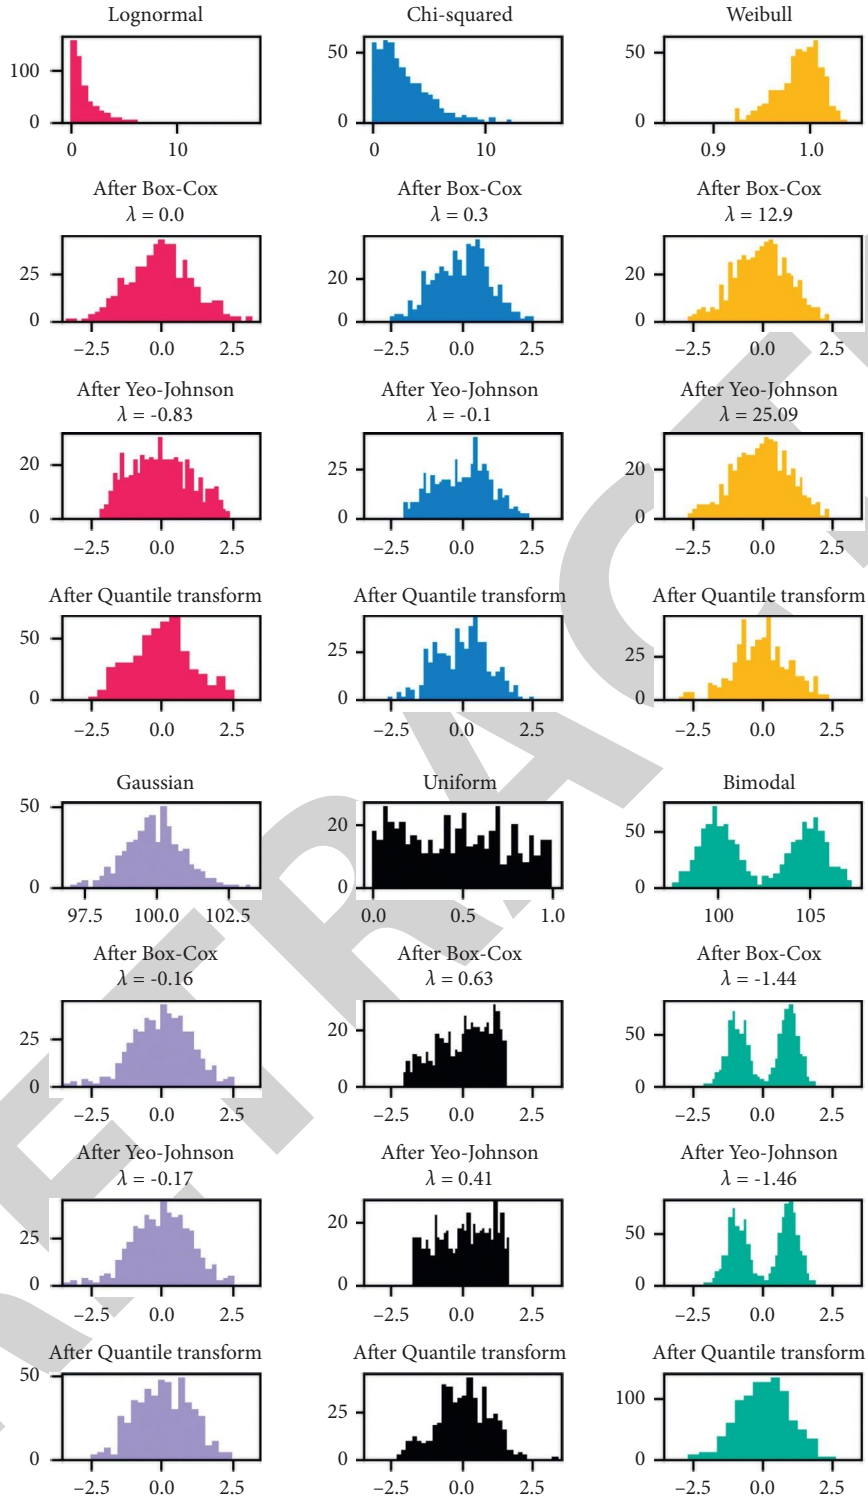 Lognormal Chi-squared Weibull
100 50 50
0 0 0
0 10 0 10 0.9 1.0
After Box-Cox After Box-Cox After Box-Cox
λ = 0.0 λ = 0.3 λ = 12.9
25 20 20
0 0 0
−2.5 0.0 2.5 −2.5 0.0 2.5 −2.5 0.0 2.5
After Yeo-Johnson After Yeo-Johnson After Yeo-Johnson
λ = -0.83 λ = -0.1 λ = 25.09
20 25 20
0 0 0
−2.5 0.0 2.5 −2.5 0.0 2.5 −2.5 0.0 2.5
After Quantile transform After Quantile transform After Quantile transform
50 25 25
0 0 0
−2.5 0.0 2.5 −2.5 0.0 2.5 −2.5 0.0 2.5
Gaussian Uniform Bimodal
50 20 50
0 0 0
97.5 100.0 102.5 0.0 0.5 1.0 100 105
After Box-Cox After Box-Cox After Box-Cox
λ = -0.16 λ = 0.63 λ = -1.44
25 20 50
0 0 0
−2.5 0.0 2.5 −2.5 0.0 2.5 −2.5 0.0 2.5
After Yeo-Johnson After Yeo-Johnson After Yeo-Johnson
λ = -0.17 λ = 0.41 λ = -1.46
25 20 50
0 0 0
−2.5 0.0 2.5 −2.5 0.0 2.5 −2.5 0.0 2.5
After Quantile transform After Quantile transform After Quantile transform
50 25 100
0 0 0
−2.5 0.0 2.5 −2.5 0.0 2.5 −2.5 0.0 2.5